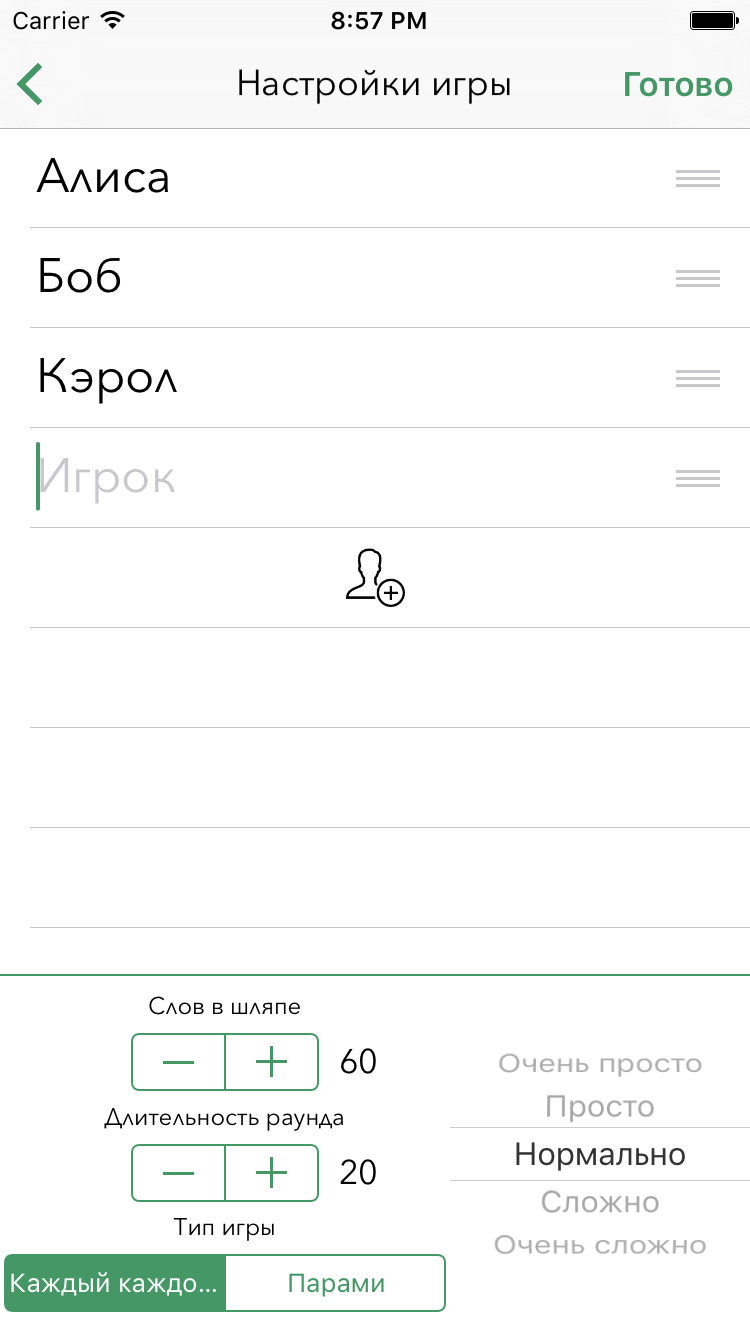 Carrier 8:57 PM
Настройки игры Готово
Алиса
Боб
Кэрол
Игрок
Слов в шляпе
60
Длительность раунда
20
Тип игры
Каждый каждо... Парами
Очень просто
Просто
Нормально
Сложно
Очень сложно